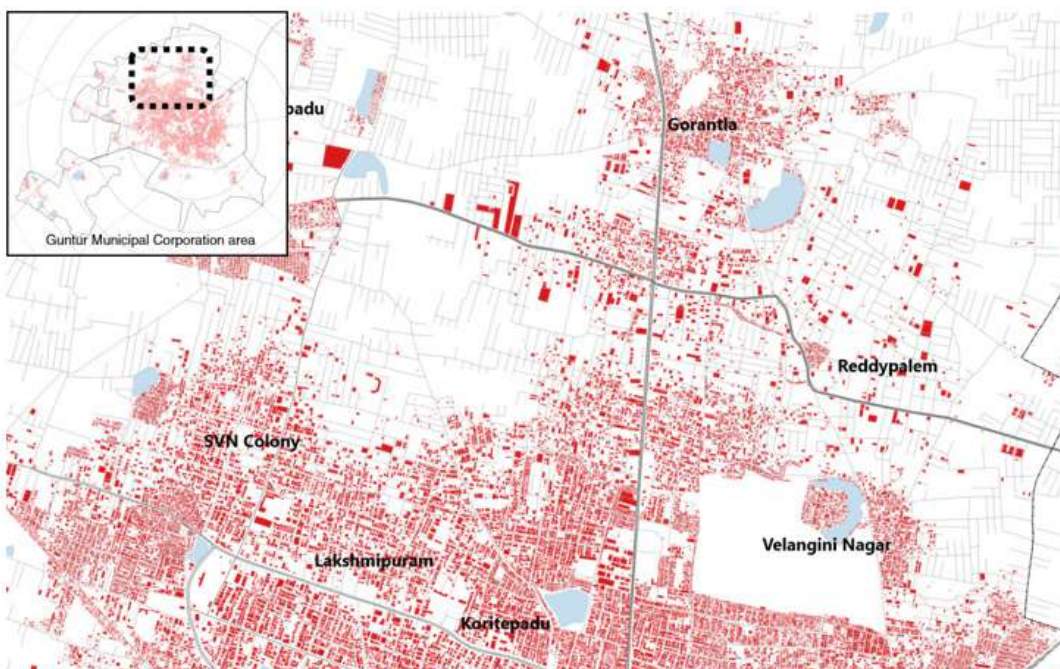 Guntur Municipal Corporation area
padu
Gorantla
Reddypalem
SVN Colony
Velangini Nagar
Lakshmipuram
Koritepadu